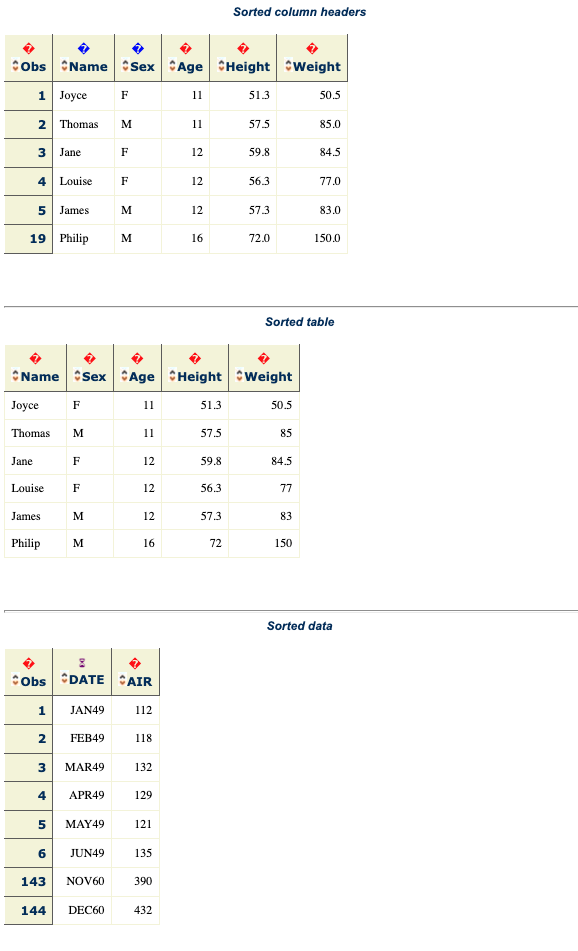 Sorted column headers
Obs Name Sex Age Height Weight
1 Joyce F 11 51.3 50.5
2 Thomas M 11 57.5 85.0
3 Jane F 12 59.8 84.5
4 Louise F 12 56.3 77.0
5 James M 12 57.3 83.0
19 Philip M 16 72.0 150.0
Sorted table
Name Sex Age Height Weight
Joyce F 11 51.3 50.5
Thomas M 11 57.5 85
Jane F 12 59.8 84.5
Louise F 12 56.3 77
James M 12 57.3 83
Philip M 16 72 150
Sorted data
Obs DATE AIR
1 JAN49 112
2 FEB49 118
3 MAR49 132
4 APR49 129
5 MAY49 121
6 JUN49 135
143 NOV60 390
144 DEC60 432